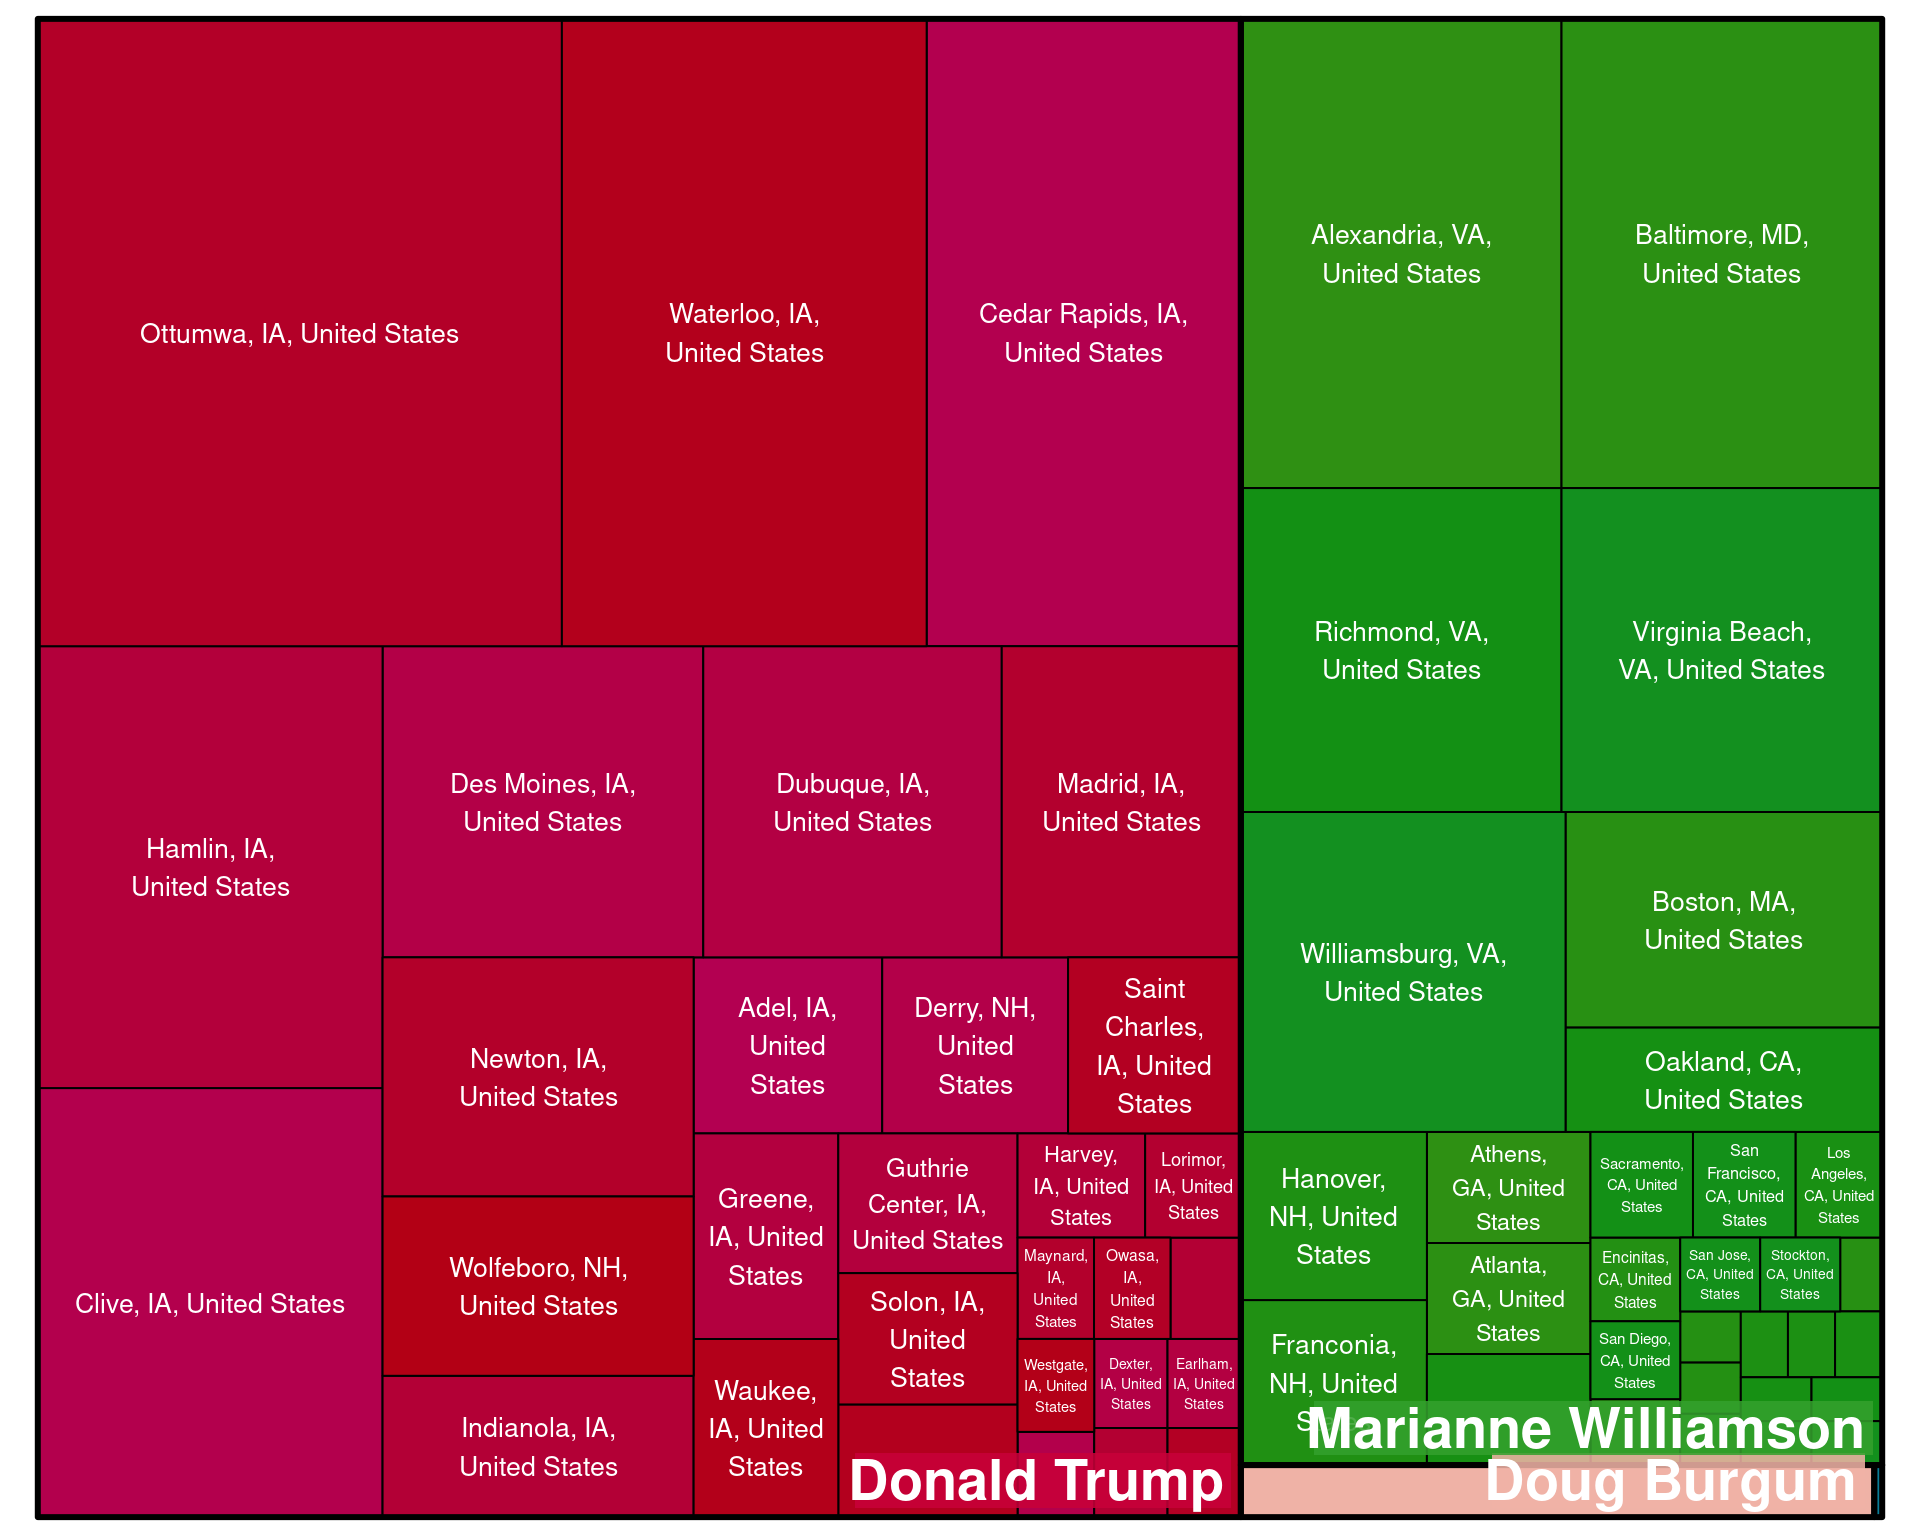 Ottumwa, IA, United States
Waterloo, IA,
United States
Cedar Rapids, IA,
United States
Hamlin, IA,
United States
Clive, IA, United States
Des Moines, IA,
United States
Dubuque, IA,
United States
Madrid, IA,
United States
Newton, IA,
United States
Wolfeboro, NH,
United States
Indianola, IA,
United States
Adel, IA,
United
States
Derry, NH,
United
States
Saint
Charles,
IA, United
States
Greene,
IA, United
States
Waukee,
IA, United
States
Guthrie
Center, IA,
United States
Solon, IA,
United
States
Harvey,
IA, United
States
Lorimor,
IA, United
States
Maynard,
IA,
United
States
Owasa,
IA,
United
States
Westgate,
IA, United
States
Dexter,
IA, United
States
Earlham,
IA, United
States
Donald Trump
Alexandria, VA,
United States
Baltimore, MD,
United States
Richmond, VA,
United States
Virginia Beach,
VA, United States
Williamsburg, VA,
United States
Boston, MA,
United States
Oakland, CA,
United States
Hanover,
NH, United
States
Franconia,
NH, United
Athens,
GA, United
States
Atlanta,
GA, United
States
Sacramento,
CA, United
States
San
Francisco,
CA, United
States
Los
Angeles,
CA, United
States
Encinitas,
CA, United
States
San Jose,
CA, United
States
Stockton,
CA, United
States
San Diego,
CA, United
States
Marianne Williamson
Doug Burgum